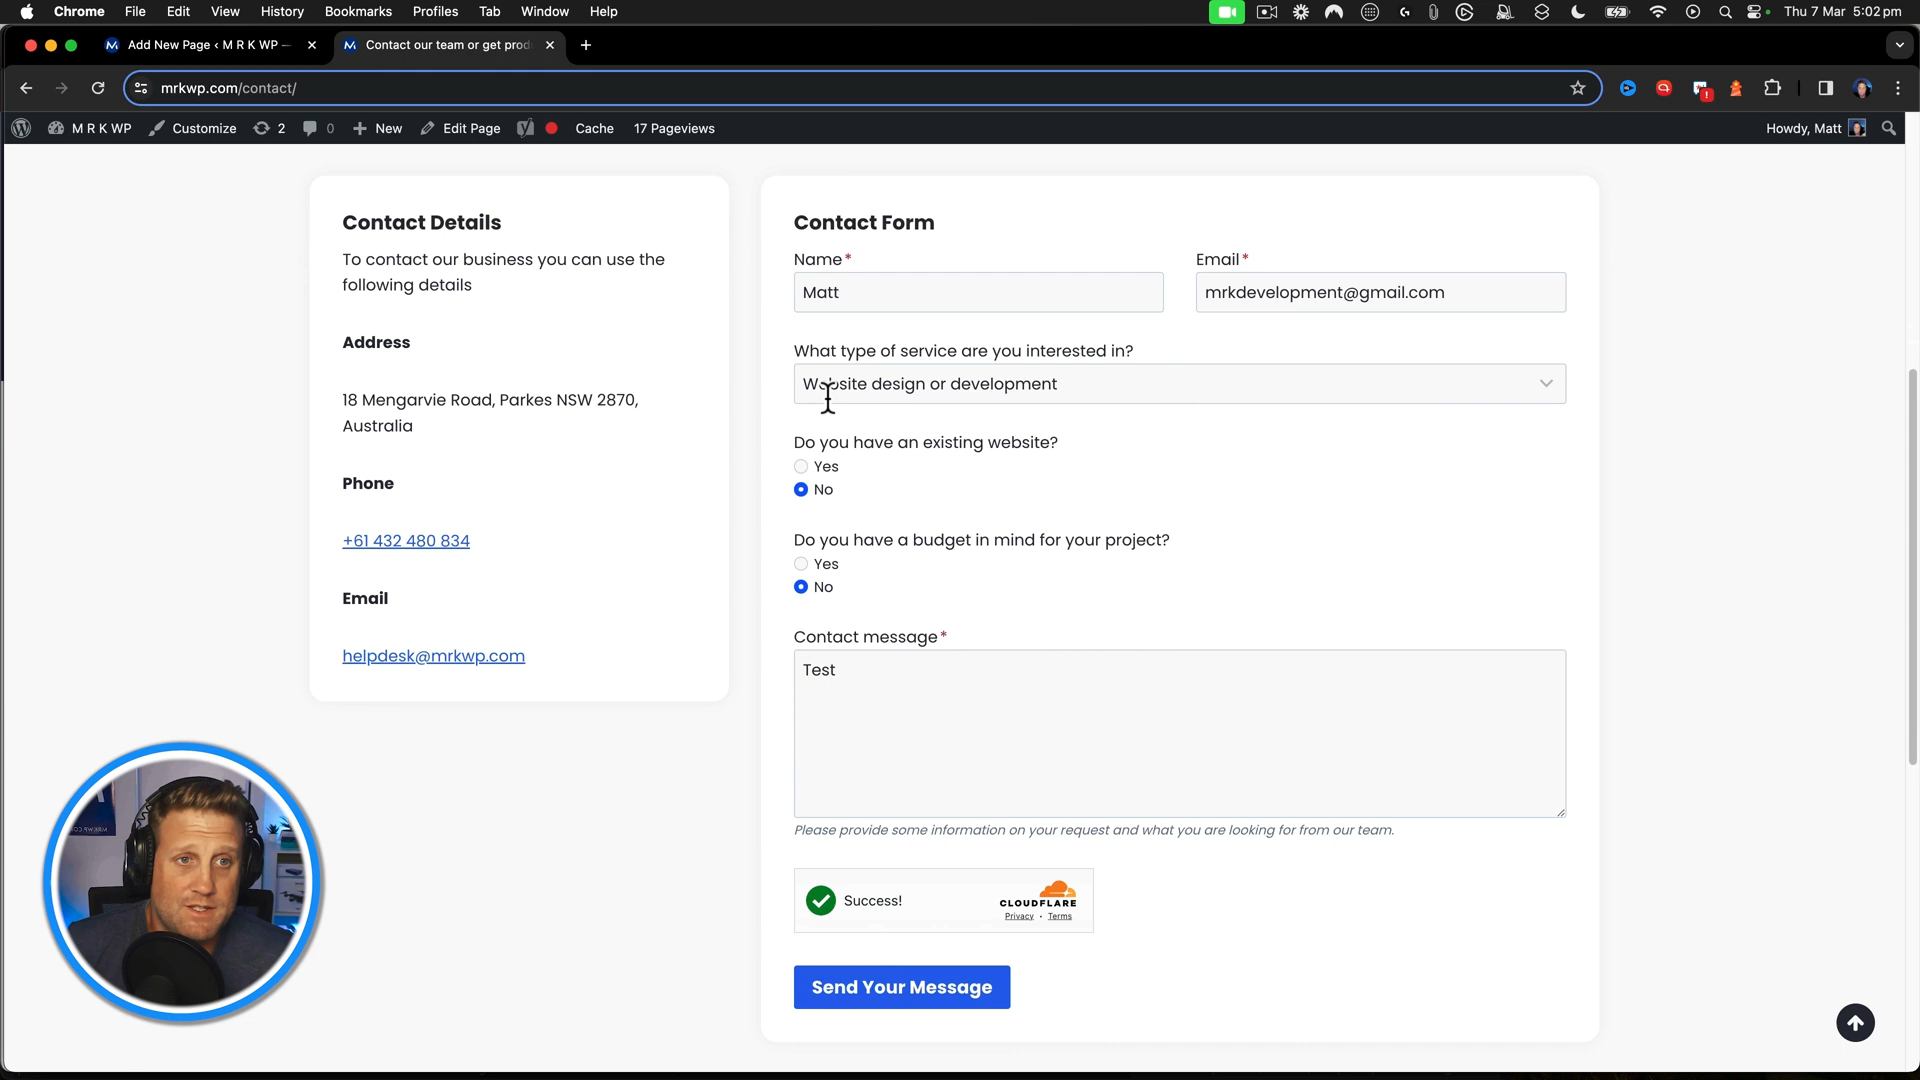 Chrome File Edit View History Bookmarks Profiles Tab Window Help Thu 7 Mar 5:02 pm
Add New Page ‹ M R K WP —
Contact our team or get prod
mrkwp.com/contact/
M R K WP Customize 2 0 New Edit Page Cache 17 Pageviews Howdy, Matt
Contact Details
To contact our business you can use the
following details
Address
18 Mengarvie Road, Parkes NSW 2870,
Australia
Phone
+61 432 480 834
Email
helpdesk@mrkwp.com
Contact Form
Name* Email*
Matt mrkdevelopment@gmail.com
What type of service are you interested in?
Website design or development
Do you have an existing website?
Yes
No
Do you have a budget in mind for your project?
Yes
No
Contact message*
Test
Please provide some information on your request and what you are looking for from our team.
Success!
CLOUDFLARE
Privacy • Terms
Send Your Message